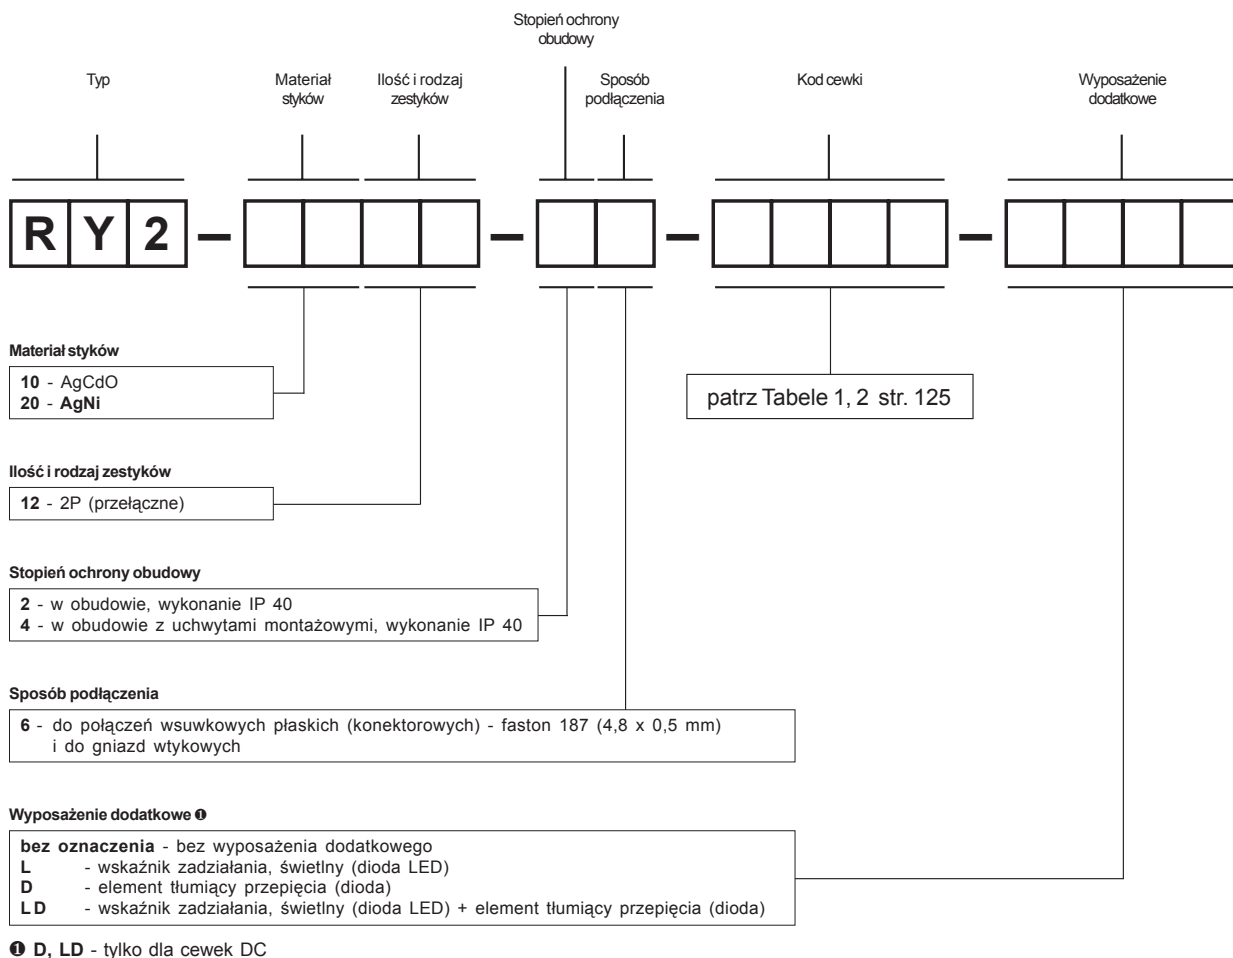 Stopień ochrony
obudowy
Typ
Materiał
styków
Ilość i rodzaj
zestyków
Sposób
podłączenia
Kod cewki
Wyposażenie
dodatkowe
R Y 2 – – – –
Materiał styków
10 - AgCdO
20 - AgNi
patrz Tabele 1, 2 str. 125
Ilość i rodzaj zestyków
12 - 2P (przełączne)
Stopień ochrony obudowy
2 - w obudowie, wykonanie IP 40
4 - w obudowie z uchwytami montażowymi, wykonanie IP 40
Sposób podłączenia
6 - do połączeń wsuwkowych płaskich (konektorowych) - faston 187 (4,8 x 0,5 mm)
i do gniazd wtykowych
Wyposażenie dodatkowe ❶
bez oznaczenia - bez wyposażenia dodatkowego
L - wskaźnik zadziałania, świetlny (dioda LED)
D - element tłumiący przepięcia (dioda)
LD - wskaźnik zadziałania, świetlny (dioda LED) + element tłumiący przepięcia (dioda)
❶ D, LD - tylko dla cewek DC